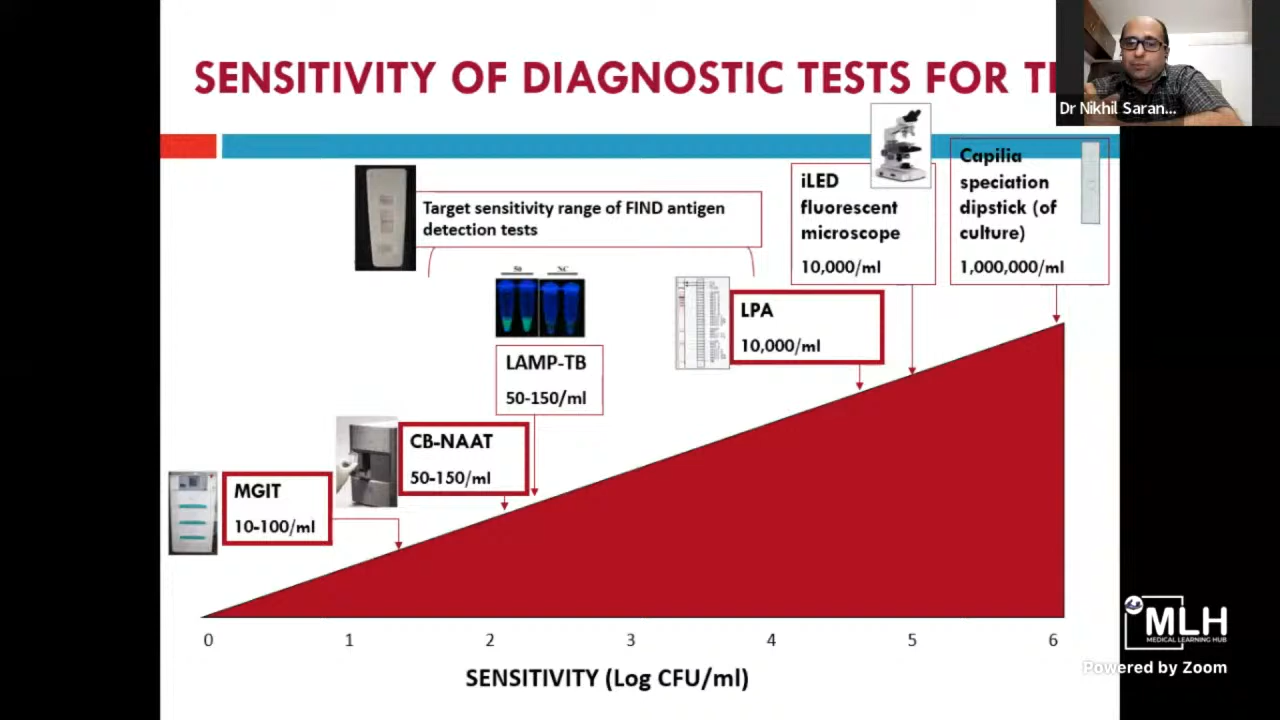 SENSITIVITY OF DIAGNOSTIC TESTS FOR
Dr Nikhil Saran...
Target sensitivity range of FIND antigen
detection tests
iLED
fluorescent
microscope
10,000/ml
Capilia
speciation
dipstick (of
culture)
1,000,000/ml
50
NC
LAMP-TB
50-150/ml
LPA
10,000/ml
CB-NAAT
50-150/ml
MGIT
10-100/ml
0 1 2 3 4 5 6
SENSITIVITY (Log CFU/ml)
MLH
MEDICAL LEARNING HUB
Powered by Zoom